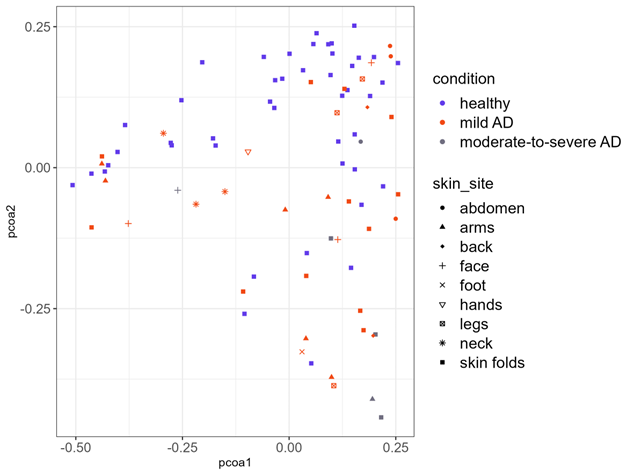 0.25
0.00
-0.25
pcoa2
-0.50
-0.25
0.00
0.25
pcoa1
condition
healthy
mild AD
moderate-to-severe AD
skin_site
abdomen
arms
back
face
foot
hands
legs
neck
skin folds